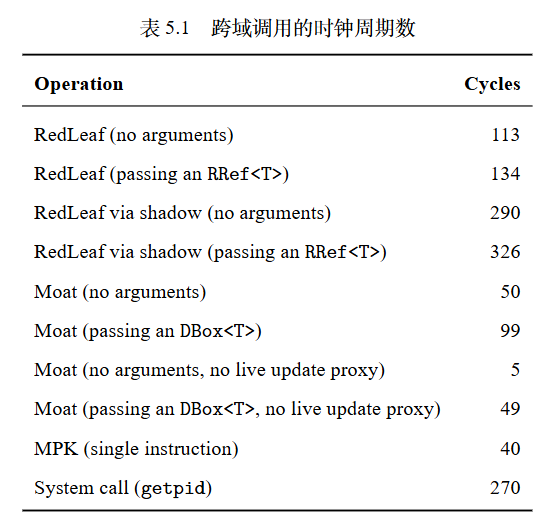 表 5.1 跨域调用的时钟周期数
Operation Cycles
RedLeaf (no arguments) 113
RedLeaf (passing an RRef<T>) 134
RedLeaf via shadow (no arguments) 290
RedLeaf via shadow (passing an RRef<T>) 326
Moat (no arguments) 50
Moat (passing an DBox<T>) 99
Moat (no arguments, no live update proxy) 5
Moat (passing an DBox<T>, no live update proxy) 49
MPK (single instruction) 40
System call (getpid) 270